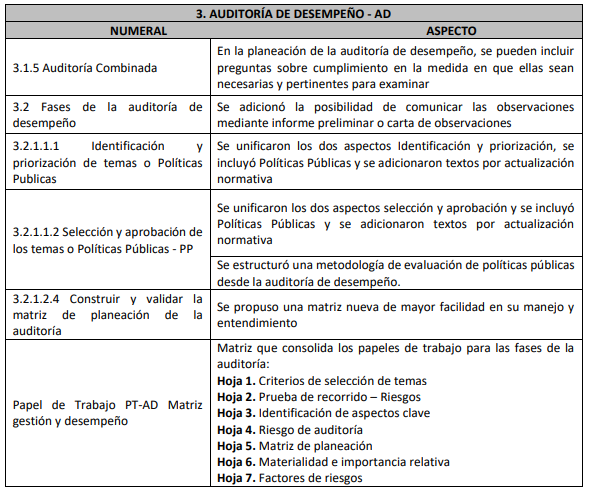 3. AUDITORÍA DE DESEMPEÑO - AD
NUMERAL
ASPECTO
3.1.5 Auditoría Combinada
En la planeación de la auditoría de desempeño, se pueden incluir
preguntas sobre cumplimiento en la medida en que ellas sean
necesarias y pertinentes para examinar
3.2 Fases de la auditoría de
desempeño
Se adicionó la posibilidad de comunicar las observaciones
mediante informe preliminar o carta de observaciones
3.2.1.1.1 Identificación y
priorización de temas o Políticas
Publicas
Se unificaron los dos aspectos Identificación y priorización, se
incluyó Políticas Públicas y se adicionaron textos por actualización
normativa
3.2.1.1.2 Selección y aprobación de
los temas o Políticas Públicas - PP
Se unificaron los dos aspectos selección y aprobación y se incluyó
Políticas Públicas y se adicionaron textos por actualización
normativa
Se estructuró una metodología de evaluación de políticas públicas
desde la auditoría de desempeño.
3.2.1.2.4 Construir y validar la
matriz de planeación de la
auditoría
Se propuso una matriz nueva de mayor facilidad en su manejo y
entendimiento
Papel de Trabajo PT-AD Matriz
gestión y desempeño
Matriz que consolida los papeles de trabajo para las fases de la
auditoría:
Hoja 1. Criterios de selección de temas
Hoja 2. Prueba de recorrido – Riesgos
Hoja 3. Identificación de aspectos clave
Hoja 4. Riesgo de auditoría
Hoja 5. Matriz de planeación
Hoja 6. Materialidad e importancia relativa
Hoja 7. Factores de riesgos